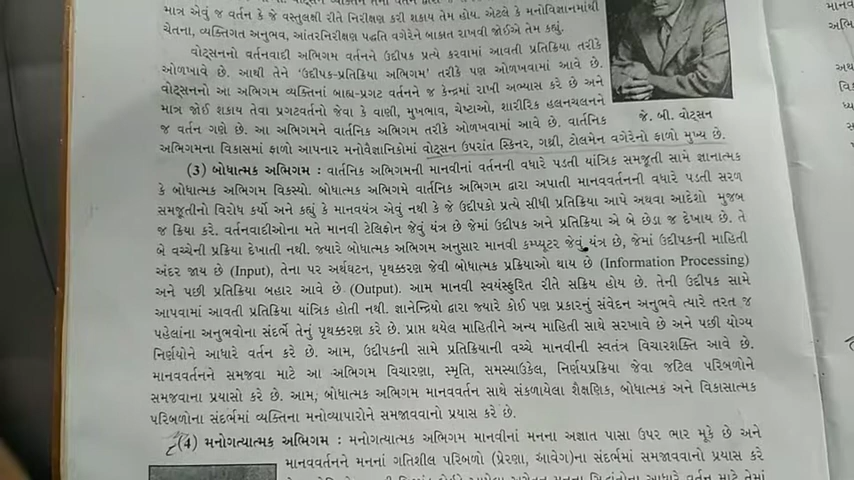 માત્ર એવું જ વર્તન કે જે વસ્તુલક્ષી રીતે નિરીક્ષણ કરી શકાય તેમ હોય. એટલે કે મનોવિજ્ઞાનમાંથી
ચેતના, વ્યક્તિગત અનુભવ, આંતરનિરીક્ષણ પદ્ધતિ વગેરેને બાકાત રાખવી જોઈએ તેમ કહ્યું.
વોટ્સનનો વર્તનવાદી અભિગમ વર્તનને ઉદ્દીપક પ્રત્યે કરવામાં આવતી પ્રતિક્રિયા તરીકે
ઓળખાવે છે. આથી તેને ‘ઉદ્દીપક-પ્રતિક્રિયા અભિગમ’ તરીકે પણ ઓળખવામાં આવે છે.
વોટ્સનનો આ અભિગમ વ્યક્તિના બાહ્ય-પ્રગટ વર્તનને જ કેન્દ્રમાં રાખી અભ્યાસ કરે છે અને
માત્ર જોઈ શકાય તેવા પ્રગટવર્તનો જેવા કે વાણી, મુખભાવ, ચેષ્ટાઓ, શારીરિક હલનચલનને
જ વર્તન ગણે છે. આ અભિગમને વાર્તનિક અભિગમ તરીકે ઓળખવામાં આવે છે. વાર્તનિક
જે. બી. વોટ્સન
અભિગમના વિકાસમાં ફાળો આપનાર મનોવૈજ્ઞાનિકોમાં વોટ્સન ઉપરાંત સ્કિનર, ગથ્રી, ટોલમેન વગેરેનો ફાળો મુખ્ય છે.
(3) બોધાત્મક અભિગમ : વાર્તનિક અભિગમની માનવીનાં વર્તનની વધારે પડતી યાંત્રિક સમજૂતી સામે જ્ઞાનાત્મક
કે બોધાત્મક અભિગમ વિકસ્યો. બોધાત્મક અભિગમે વાર્તનિક અભિગમ દ્વારા અપાતી માનવવર્તનની વધારે પડતી સરળ
સમજૂતીનો વિરોધ કર્યો અને કહ્યું કે માનવયંત્ર એવું નથી કે જે ઉદ્દીપકો પ્રત્યે સીધી પ્રતિક્રિયા આપે અથવા આદેશો મુજબ
જ ક્રિયા કરે. વર્તનવાદીઓના મતે માનવી ટેલિફોન જેવું યંત્ર છે જેમાં ઉદ્દીપક અને પ્રતિક્રિયા એ બે છેડા જ દેખાય છે. તે
બે વચ્ચેની પ્રક્રિયા દેખાતી નથી. જ્યારે બોધાત્મક અભિગમ અનુસાર માનવી કમ્પ્યૂટર જેવું યંત્ર છે, જેમાં ઉદ્દીપકની માહિતી
અંદર જાય છે (Input), તેના પર અર્થઘટન, પૃથક્કરણ જેવી બોધાત્મક પ્રક્રિયાઓ થાય છે (Information Processing)
અને પછી પ્રતિક્રિયા બહાર આવે છે (Output). આમ માનવી સ્વયંસ્ફુરિત રીતે સક્રિય હોય છે. તેની ઉદ્દીપક સામે
આપવામાં આવતી પ્રતિક્રિયા યાંત્રિક હોતી નથી. જ્ઞાનેન્દ્રિયો દ્વારા જ્યારે કોઈ પણ પ્રકારનું સંવેદન અનુભવે ત્યારે તરત જ
પહેલાંના અનુભવોના સંદર્ભે તેનું પૃથક્કરણ કરે છે. પ્રાપ્ત થયેલ માહિતીને અન્ય માહિતી સાથે સરખાવે છે અને પછી યોગ્ય
નિર્ણયોને આધારે વર્તન કરે છે. આમ, ઉદ્દીપકની સામે પ્રતિક્રિયાની વચ્ચે માનવીની સ્વતંત્ર વિચારશક્તિ આવે છે.
માનવવર્તનને સમજવા માટે આ અભિગમ વિચારણા, સ્મૃતિ, સમસ્યાઉકેલ, નિર્ણયપ્રક્રિયા જેવા જટિલ પરિબળોને
સમજવાના પ્રયાસો કરે છે. આમ, બોધાત્મક અભિગમ માનવવર્તન સાથે સંકળાયેલા શૈક્ષણિક, બોધાત્મક અને વિકાસાત્મક
પરિબળોના સંદર્ભમાં વ્યક્તિના મનોવ્યાપારોને સમજાવવાનો પ્રયાસ કરે છે.
(4) મનોગત્યાત્મક અભિગમ : મનોગત્યાત્મક અભિગમ માનવીનાં મનના અજ્ઞાત પાસા ઉપર ભાર મૂકે છે અને
માનવવર્તનને મનનાં ગતિશીલ પરિબળો (પ્રેરણા, આવેગ)ના સંદર્ભમાં સમજાવવાનો પ્રયાસ કરે